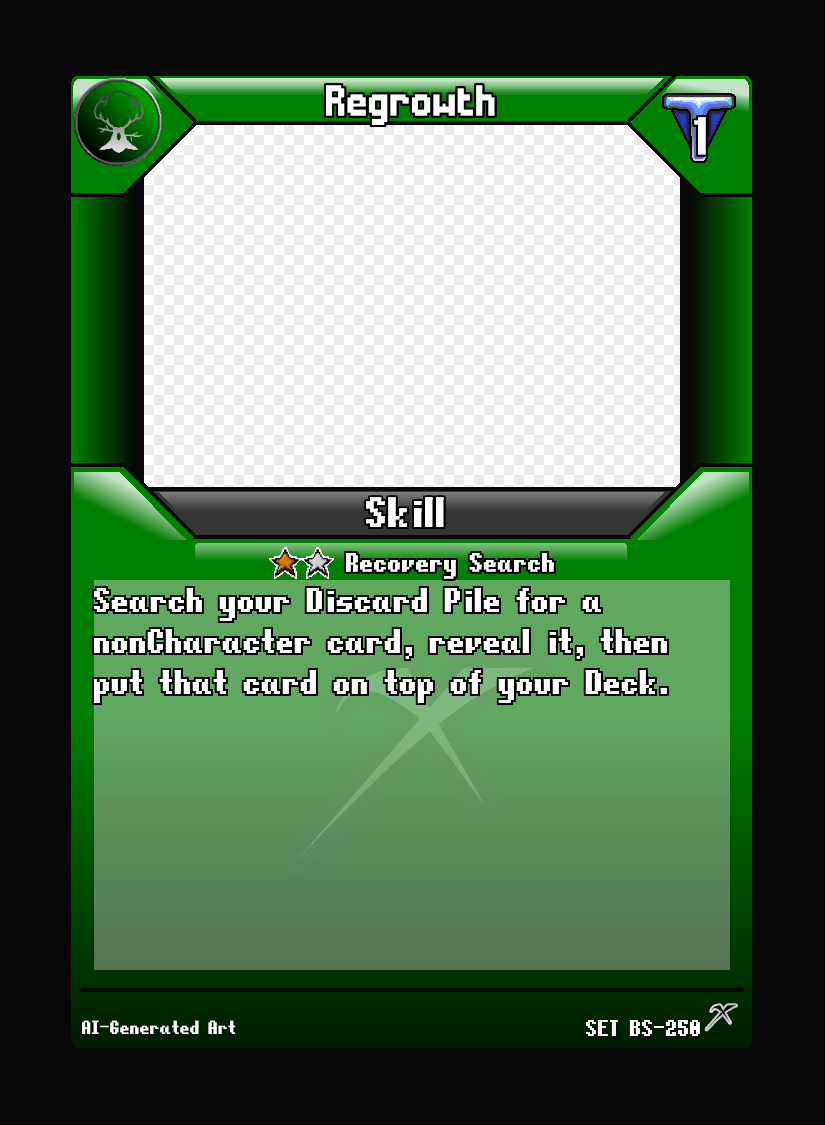 Regrowth
1
Skill
Recovery Search
Search your Discard Pile for a
nonCharacter card, reveal it, then
put that card on top of your Deck.
AI-Generated Art
SET BS-250